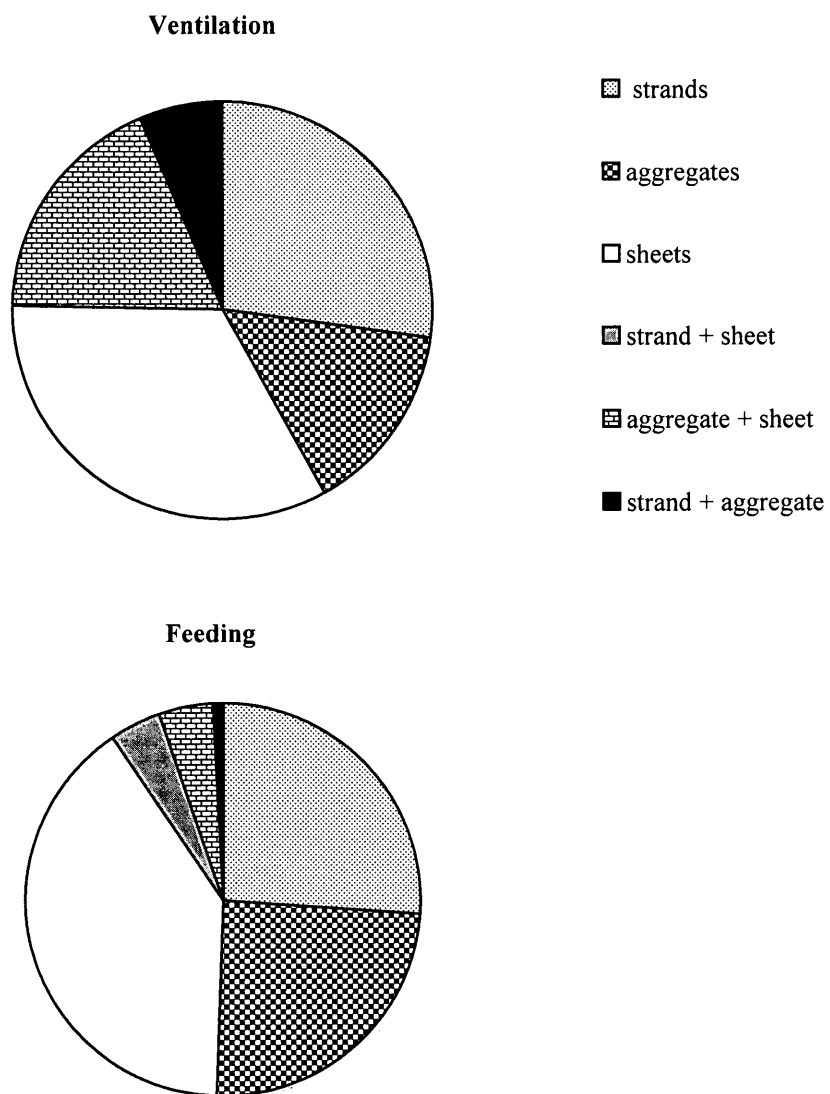 Ventilation
strands
aggregates
sheets
strand + sheet
aggregate + sheet
strand + aggregate
Feeding